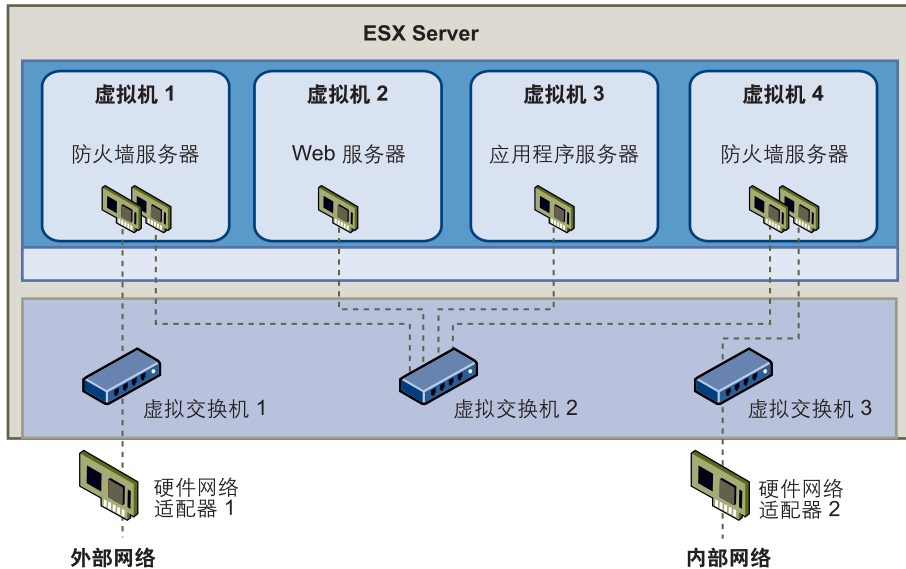 ESX Server
虚拟机 1
虚拟机 2
虚拟机 3
虚拟机 4
防火墙服务器
Web 服务器
应用程序服务器
防火墙服务器
虚拟交换机 1
虚拟交换机 2
虚拟交换机 3
硬件网络
适配器 1
硬件网络
适配器 2
外部网络
内部网络